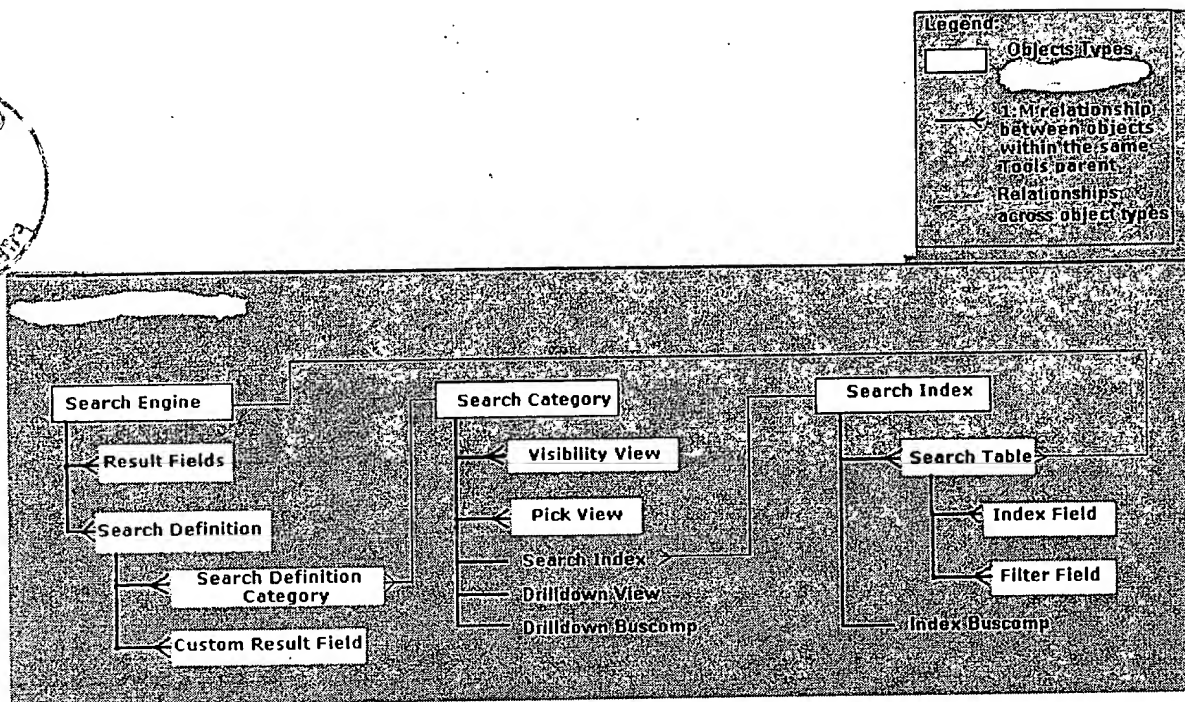 Legend:
Objects Types
1:M relationship
between objects
within the same
Tools parent
Relationships
across object types
Search Engine
Result Fields
Search Definition
Search Definition
Category
Custom Result Field
Search Category
Visibility View
Pick View
Search Index
Drilldown View
Drilldown Buscomp
Search Index
Search Table
Index Field
Filter Field
Index Buscomp